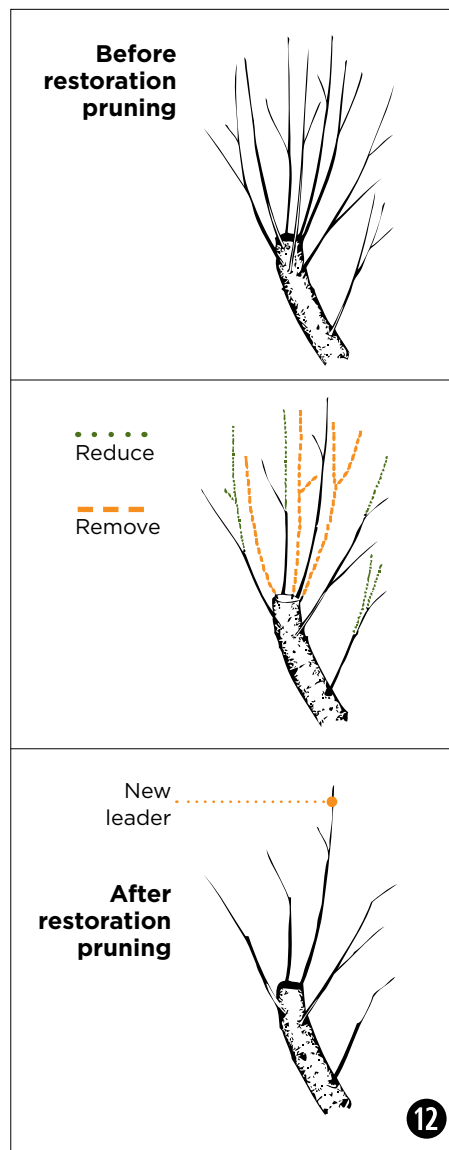 Before
restoration
pruning
Reduce
Remove
New
leader
After
restoration
pruning
12